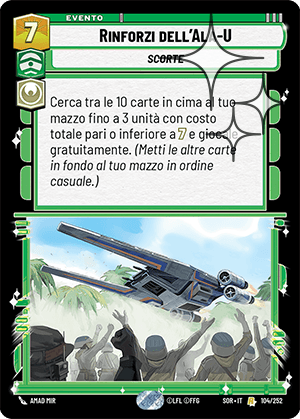 EVENTO
7
RINFORZI DELL'ALA-U
SCORTE
Cerca tra le 10 carte in cima al tuo
mazzo fino a 3 unità con costo
totale pari o inferiore a 7 e giocale
gratuitamente. (Metti le altre carte
in fondo al tuo mazzo in ordine
casuale.)
AMAD MIR
©LFL ©FFG
SOR • IT R 104/252